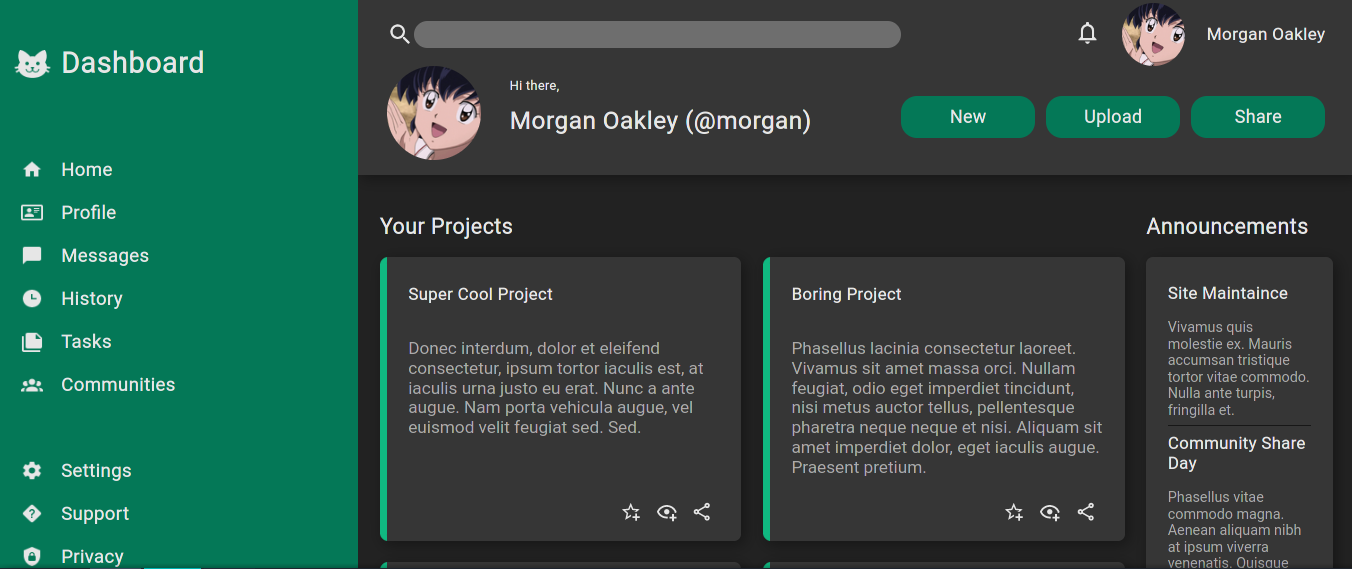 Dashboard
Home
Profile
Messages
History
Tasks
Communities
Settings
Support
Privacy
Morgan Oakley
Hi there,
Morgan Oakley (@morgan)
New
Upload
Share
Your Projects
Super Cool Project
Donec interdum, dolor et eleifend
consectetur, ipsum tortor iaculis est, at
iaculis urna justo eu erat. Nunc a ante
augue. Nam porta vehicula augue, vel
euismod velit feugiat sed. Sed.
Boring Project
Phasellus lacinia consectetur laoreet.
Vivamus sit amet massa orci. Nullam
feugiat, odio eget imperdiet tincidunt,
nisi metus auctor tellus, pellentesque
pharetra neque neque et nisi. Aliquam sit
amet imperdiet dolor, eget iaculis augue.
Praesent pretium.
Announcements
Site Maintaince
Vivamus quis
molestie ex. Mauris
accumsan tristique
tortor vitae commodo.
Nulla ante turpis,
fringilla et.
Community Share
Day
Phasellus vitae
commodo magna.
Aenean aliquam nibh
at ipsum viverra
venenatis. Quisque